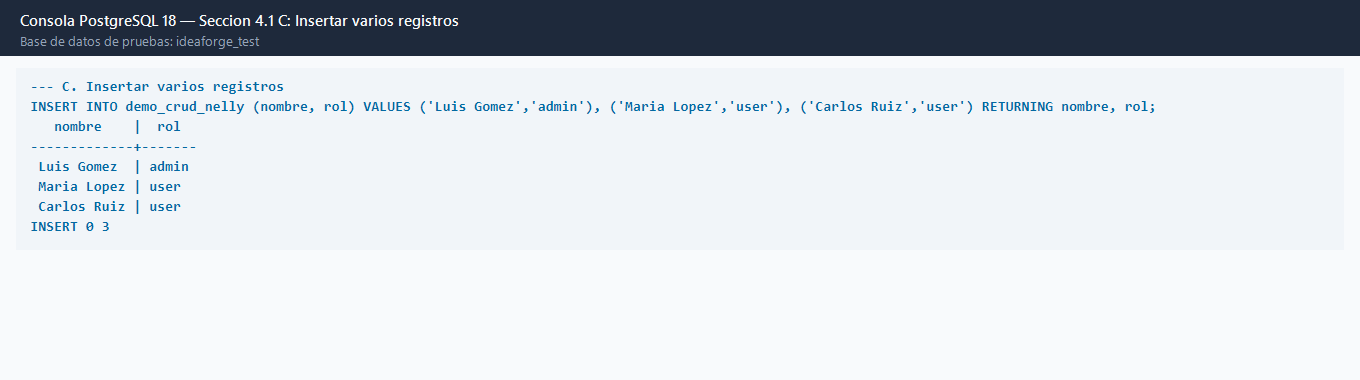 Consola PostgreSQL 18 — Seccion 4.1 C: Insertar varios registros
Base de datos de pruebas: ideaforge_test
--- C. Insertar varios registros
INSERT INTO demo_crud_nelly (nombre, rol) VALUES ('Luis Gomez','admin'), ('Maria Lopez','user'), ('Carlos Ruiz','user') RETURNING nombre, rol;
   nombre    |  rol
-------------+-------
 Luis Gomez  | admin
 Maria Lopez | user
 Carlos Ruiz | user
INSERT 0 3